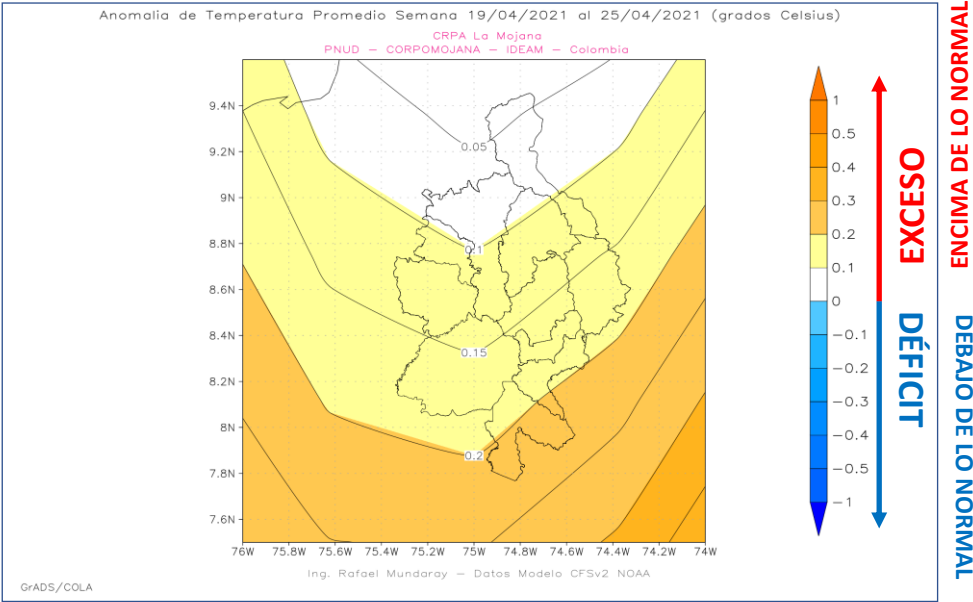 Anomalia de Temperatura Promedio Semana 19/04/2021 al 25/04/2021 (grados Celsius)
CRPA La Mojana
PNUD – CORPOMOJANA – IDEAM – Colombia
9.4N
9.2N
9N
8.8N
8.6N
8.4N
8.2N
8N
7.8N
7.6N
0.05
0.1
0.15
0.2
76W
75.8W
75.6W
75.4W
75.2W
75W
74.8W
74.6W
74.4W
74.2W
74W
1
0.5
0.4
0.3
0.2
0.1
0
−0.1
−0.2
−0.3
−0.4
−0.5
−1
EXCESO
DÉFICIT
ENCIMA DE LO NORMAL
DEBAJO DE LO NORMAL
Ing. Rafael Mundaray – Datos Modelo CFSv2 NOAA
GrADS/COLA